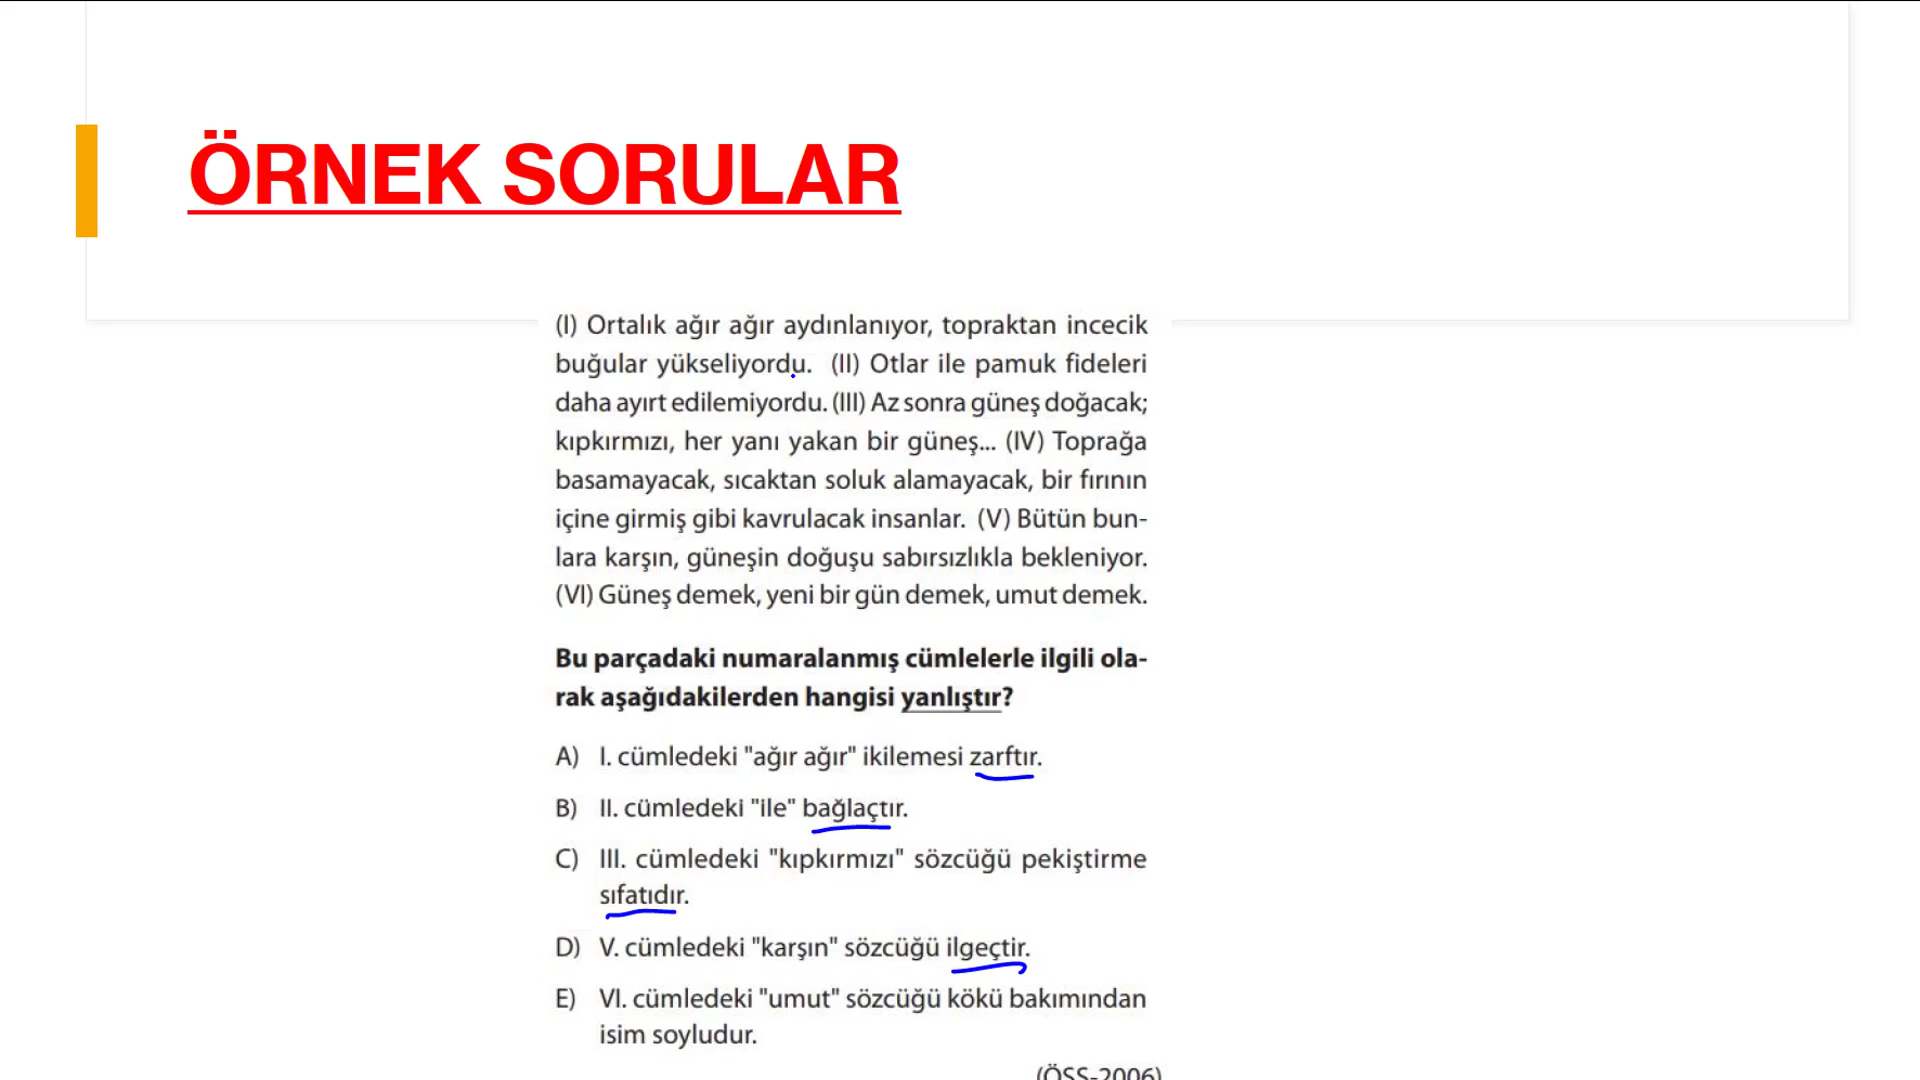 ÖRNEK SORULAR
(I) Ortalık ağır ağır aydınlanıyor, topraktan incecik
buğular yükseliyordu. (II) Otlar ile pamuk fideleri
daha ayırt edilemiyordu. (III) Az sonra güneş doğacak;
kıpkırmızı, her yanı yakan bir güneş... (IV) Toprağa
basamayacak, sıcaktan soluk alamayacak, bir fırının
içine girmiş gibi kavrulacak insanlar. (V) Bütün bun-
lara karşın, güneşin doğuşu sabırsızlıkla bekleniyor.
(VI) Güneş demek, yeni bir gün demek, umut demek.
Bu parçadaki numaralanmış cümlelerle ilgili ola-
rak aşağıdakilerden hangisi yanlıştır?
A) I. cümledeki "ağır ağır" ikilemesi zarftır.
B) II. cümledeki "ile" bağlaçtır.
C) III. cümledeki "kıpkırmızı" sözcüğü pekiştirme
sıfatıdır.
D) V. cümledeki "karşın" sözcüğü ilgeçtir.
E) VI. cümledeki "umut" sözcüğü kökü bakımından
isim soyludur.
(ÖSS-2006)